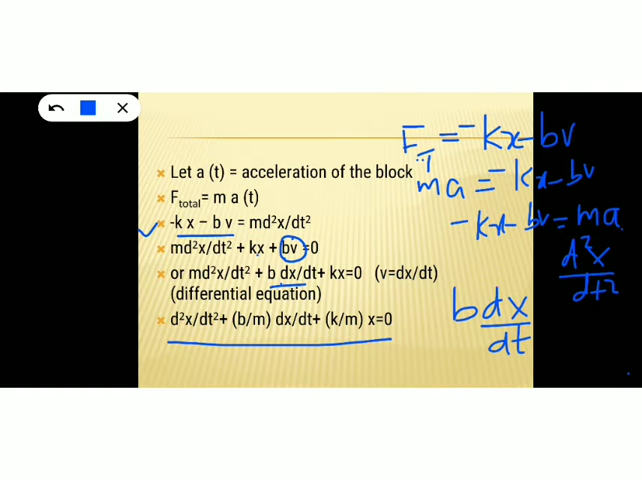 Let a (t) = acceleration of the block
F_total= m a (t)
-k x – b v = md²x/dt²
md²x/dt² + kx + bv =0
or md²x/dt² + b dx/dt+ kx=0 (v=dx/dt)
(differential equation)
d²x/dt²+ (b/m) dx/dt+ (k/m) x=0
F_T = -kx-bv
ma = -kx-bv
-kx-bv=ma
d²x
dt2
bdx
dt